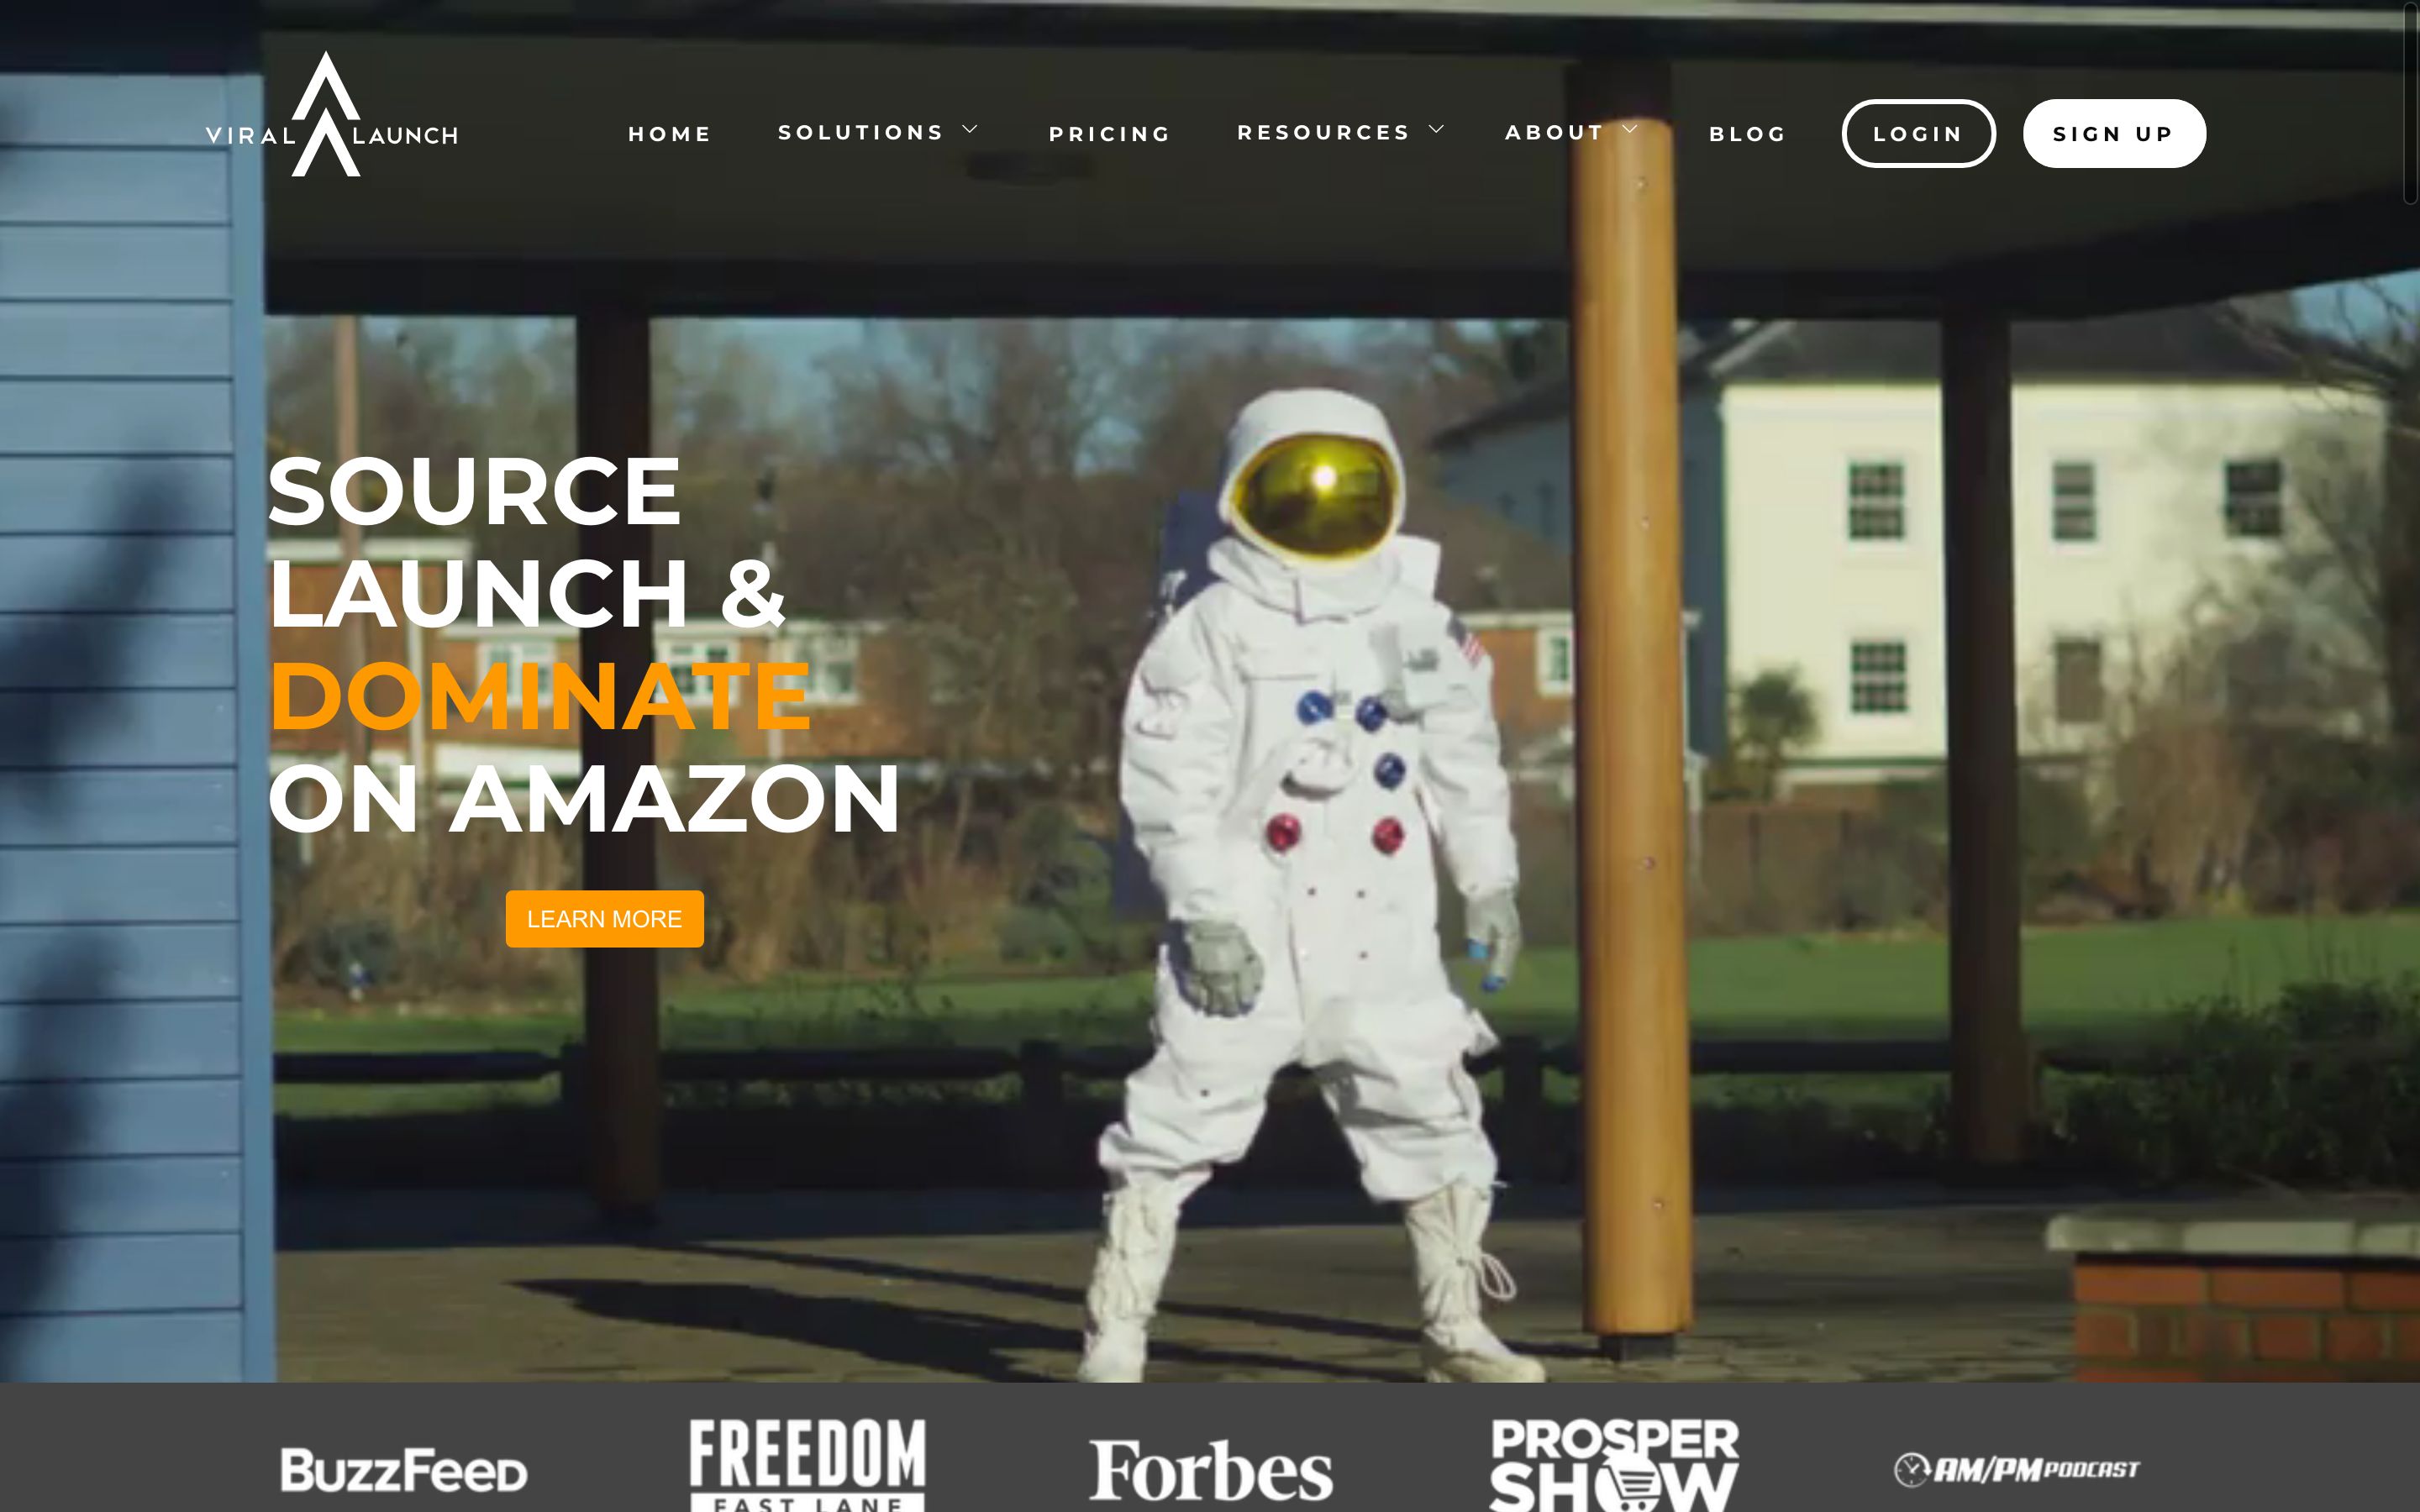 VIRAL LAUNCH
HOME
SOLUTIONS
PRICING
RESOURCES
ABOUT
BLOG
LOGIN
SIGN UP
SOURCE
LAUNCH &
DOMINATE
ON AMAZON
LEARN MORE
BuzzFeed
FREEDOM
FAST LANE
Forbes
PROSPER
SHOW
AM/PM PODCAST